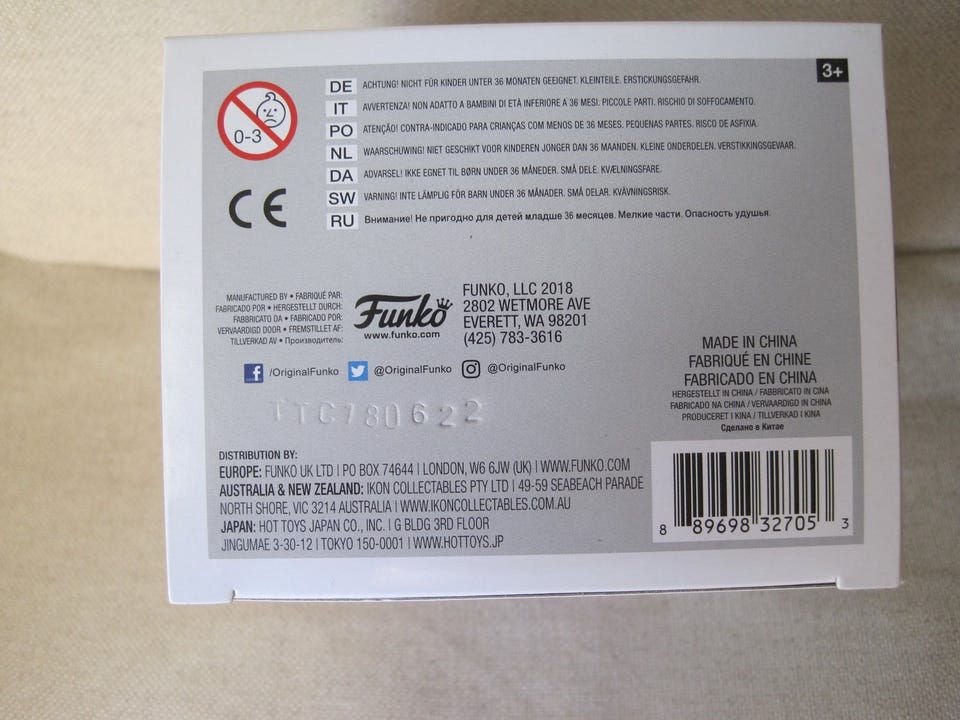 3+
0-3
DE ACHTUNG! NICHT FÜR KINDER UNTER 36 MONATEN GEEIGNET. KLEINTEILE. ERSTICKUNGSGEFAHR.
IT AVVERTENZA! NON ADATTO A BAMBINI DI ETÀ INFERIORE A 36 MESI. PICCOLE PARTI. RISCHIO DI SOFFOCAMENTO.
PO ATENÇÃO! CONTRA-INDICADO PARA CRIANÇAS COM MENOS DE 36 MESES. PEQUENAS PARTES. RISCO DE ASFIXIA.
NL WAARSCHUWING! NIET GESCHIKT VOOR KINDEREN JONGER DAN 36 MAANDEN. KLEINE ONDERDELEN. VERSTIKKINGSGEVAAR.
DA ADVARSEL! IKKE EGNET TIL BØRN UNDER 36 MÅNEDER. SMÅ DELE. KVÆLNINGSFARE.
SW VARNING! INTE LÄMPLIG FÖR BARN UNDER 36 MÅNADER. SMÅ DELAR. KVÄVNINGSRISK.
RU Внимание! Не пригодно для детей младше 36 месяцев. Мелкие части. Опасность удушья.
CE
MANUFACTURED BY • FABRIQUÉ PAR:
FABRICADO POR • HERGESTELLT DURCH:
FABBRICATO DA • FABRICADO POR:
VERVAARDIGD DOOR • FREMSTILLET AF:
TILLVERKAD AV • Производитель:
Funko
www.funko.com
FUNKO, LLC 2018
2802 WETMORE AVE
EVERETT, WA 98201
(425) 783-3616
/OriginalFunko @OriginalFunko @OriginalFunko
TTC780622
MADE IN CHINA
FABRIQUÉ EN CHINE
FABRICADO EN CHINA
HERGESTELLT IN CHINA / FABBRICATO IN CINA
FABRICADO NA CHINA / VERVAARDIGD IN CHINA
PRODUCERET I KINA / TILLVERKAD I KINA
Сделано в Китае
DISTRIBUTION BY:
EUROPE: FUNKO UK LTD | PO BOX 74644 | LONDON, W6 6JW (UK) | WWW.FUNKO.COM
AUSTRALIA & NEW ZEALAND: IKON COLLECTABLES PTY LTD | 49-59 SEABEACH PARADE
NORTH SHORE, VIC 3214 AUSTRALIA | WWW.IKONCOLLECTABLES.COM.AU
JAPAN: HOT TOYS JAPAN CO., INC. | G BLDG 3RD FLOOR
JINGUMAE 3-30-12 | TOKYO 150-0001 | WWW.HOTTOYS.JP
8 89698 32705 3